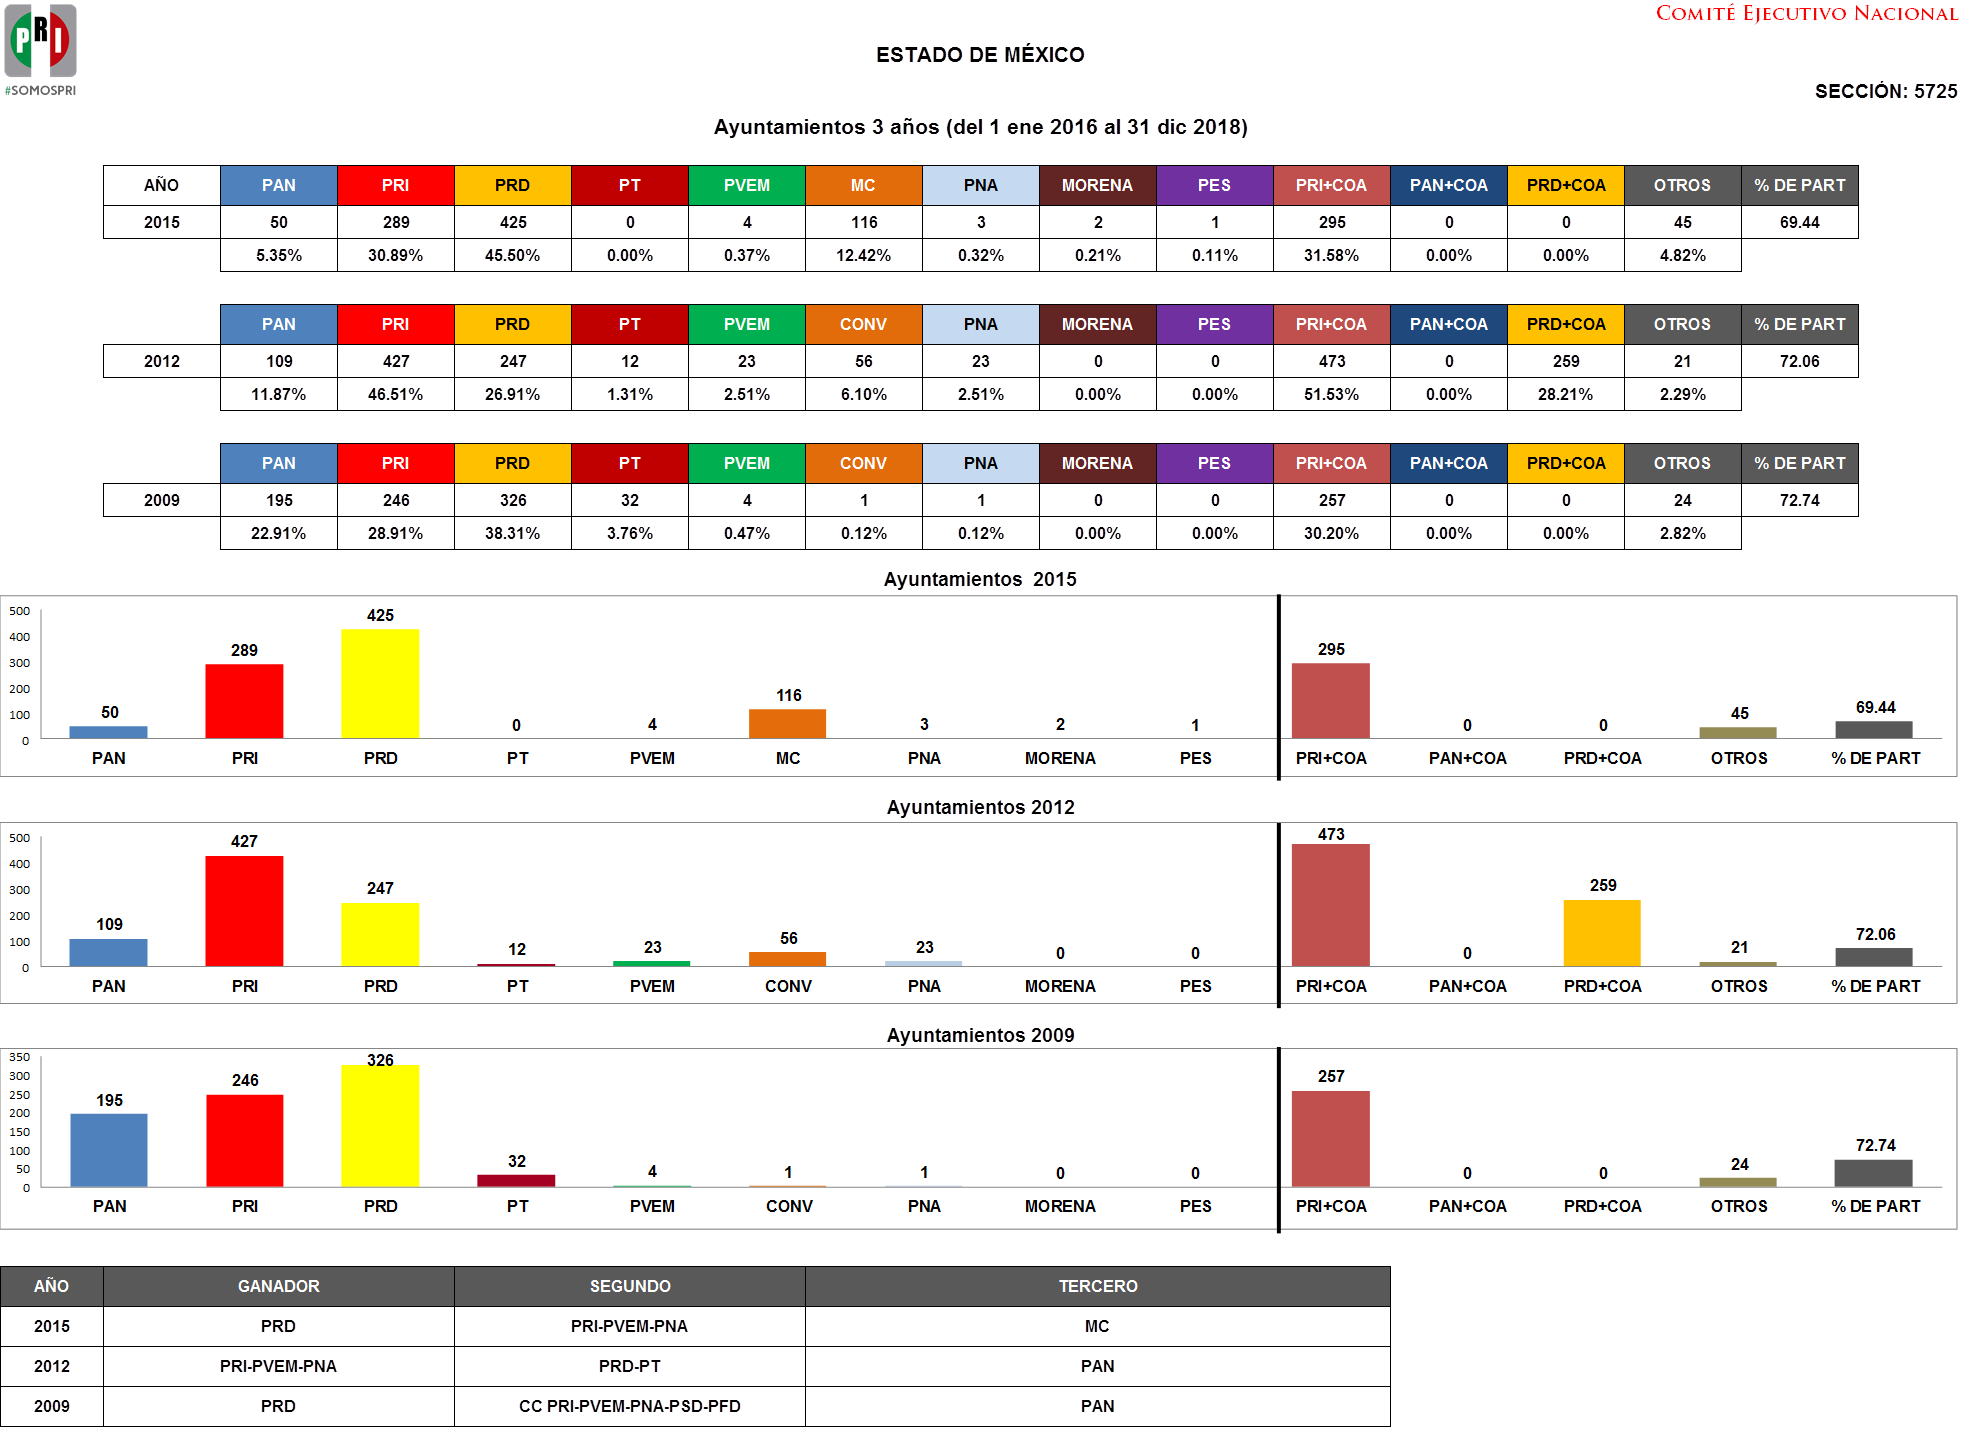 PRI
#SOMOSPRI
COMITÉ EJECUTIVO NACIONAL
ESTADO DE MÉXICO
SECCIÓN: 5725
Ayuntamientos 3 años (del 1 ene 2016 al 31 dic 2018)
AÑO PAN PRI PRD PT PVEM MC PNA MORENA PES PRI+COA PAN+COA PRD+COA OTROS % DE PART
2015 50 289 425 0 4 116 3 2 1 295 0 0 45 69.44
5.35% 30.89% 45.50% 0.00% 0.37% 12.42% 0.32% 0.21% 0.11% 31.58% 0.00% 0.00% 4.82%
PAN PRI PRD PT PVEM CONV PNA MORENA PES PRI+COA PAN+COA PRD+COA OTROS % DE PART
2012 109 427 247 12 23 56 23 0 0 473 0 259 21 72.06
11.87% 46.51% 26.91% 1.31% 2.51% 6.10% 2.51% 0.00% 0.00% 51.53% 0.00% 28.21% 2.29%
PAN PRI PRD PT PVEM CONV PNA MORENA PES PRI+COA PAN+COA PRD+COA OTROS % DE PART
2009 195 246 326 32 4 1 1 0 0 257 0 0 24 72.74
22.91% 28.91% 38.31% 3.76% 0.47% 0.12% 0.12% 0.00% 0.00% 30.20% 0.00% 0.00% 2.82%
Ayuntamientos 2015
500
400
300
200
100
0
50 289 425 0 4 116 3 2 1 295 0 0 45 69.44
PAN PRI PRD PT PVEM MC PNA MORENA PES PRI+COA PAN+COA PRD+COA OTROS % DE PART
Ayuntamientos 2012
500
400
300
200
100
0
109 427 247 12 23 56 23 0 0 473 0 259 21 72.06
PAN PRI PRD PT PVEM CONV PNA MORENA PES PRI+COA PAN+COA PRD+COA OTROS % DE PART
Ayuntamientos 2009
350
300
250
200
150
100
50
0
195 246 326 32 4 1 1 0 0 257 0 0 24 72.74
PAN PRI PRD PT PVEM CONV PNA MORENA PES PRI+COA PAN+COA PRD+COA OTROS % DE PART
AÑO GANADOR SEGUNDO TERCERO
2015 PRD PRI-PVEM-PNA MC
2012 PRI-PVEM-PNA PRD-PT PAN
2009 PRD CC PRI-PVEM-PNA-PSD-PFD PAN